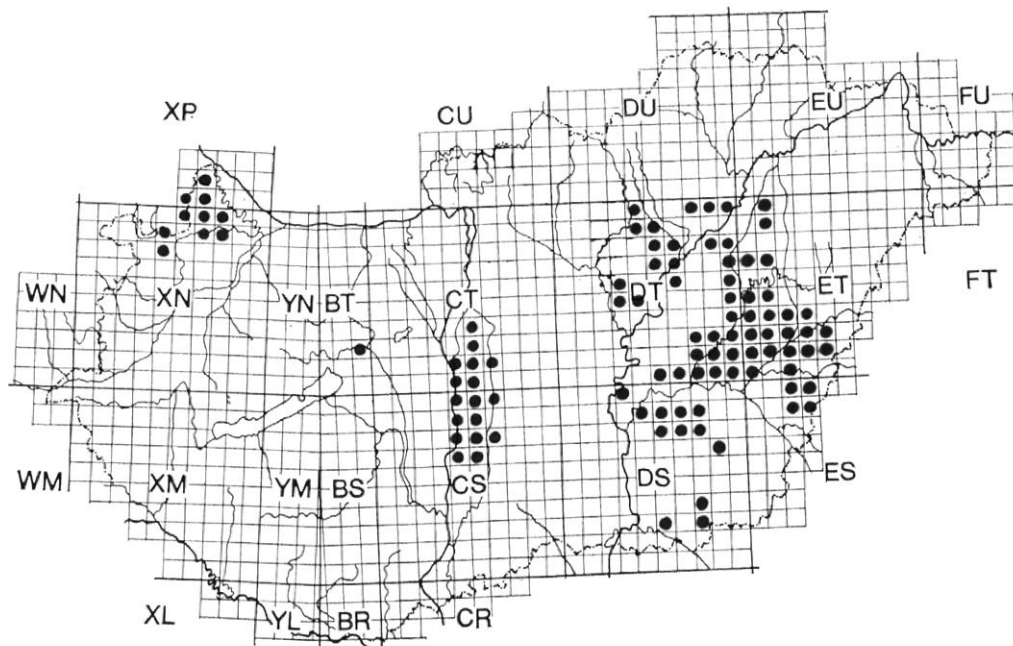 XP CU DU EU FU
WN XN YN BT CT DT ET FT
WM XM YM BS CS DS ES
XL YL BR CR